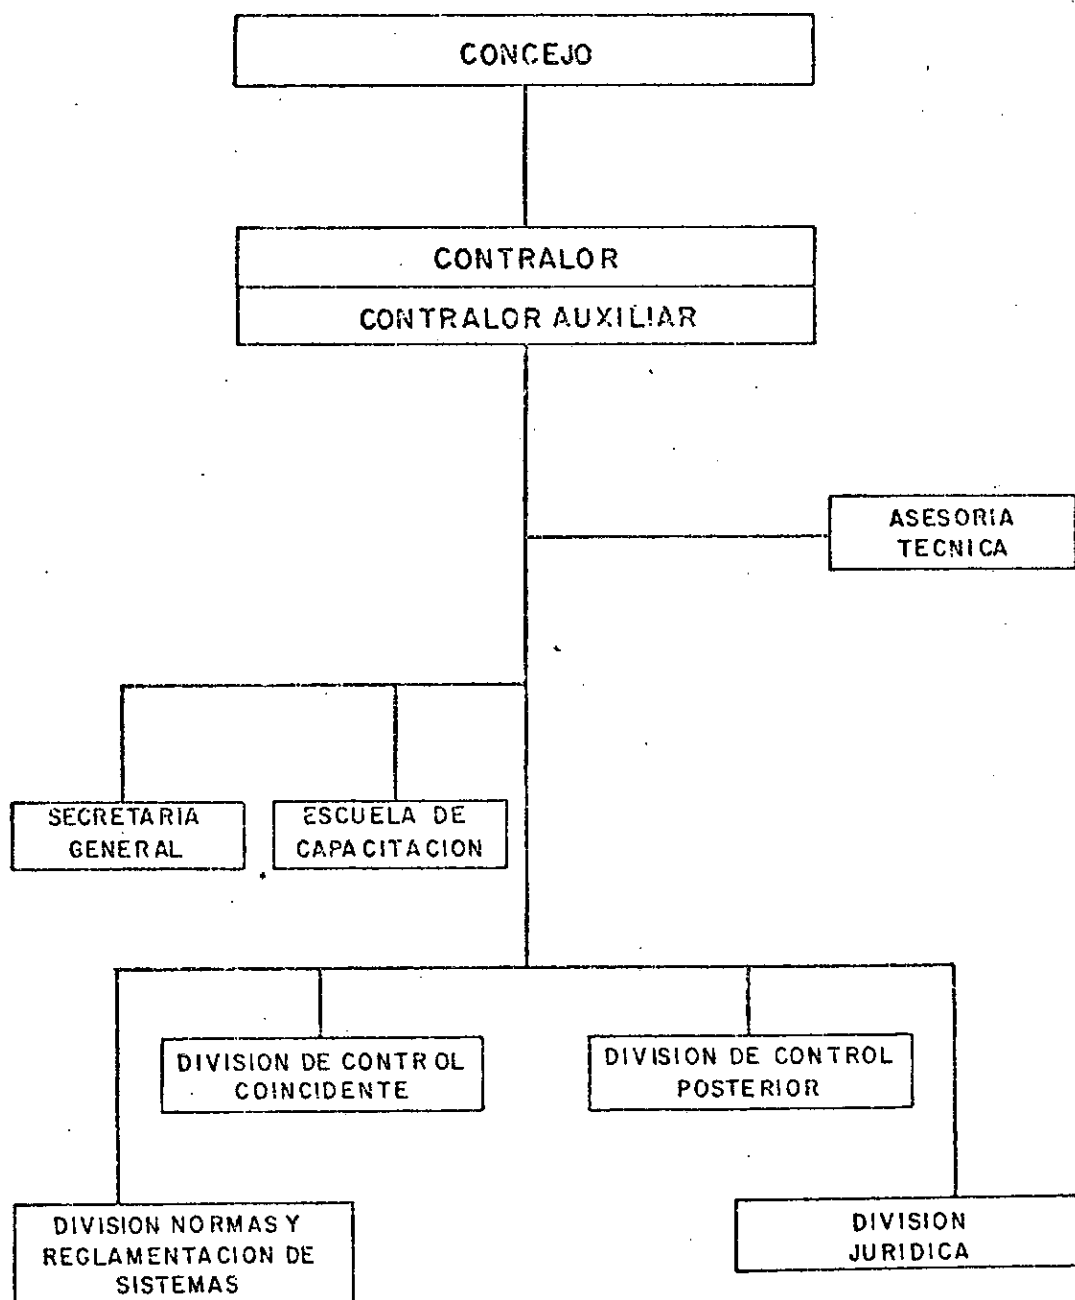 CONCEJO
CONTRALOR
CONTRALOR AUXILIAR
ASESORIA
TECNICA
SECRETARIA
GENERAL
ESCUELA DE
CAPACITACION
DIVISION DE CONTROL
COINCIDENTE
DIVISION DE CONTROL
POSTERIOR
DIVISION NORMAS Y
REGLAMENTACION DE
SISTEMAS
DIVISION
JURIDICA